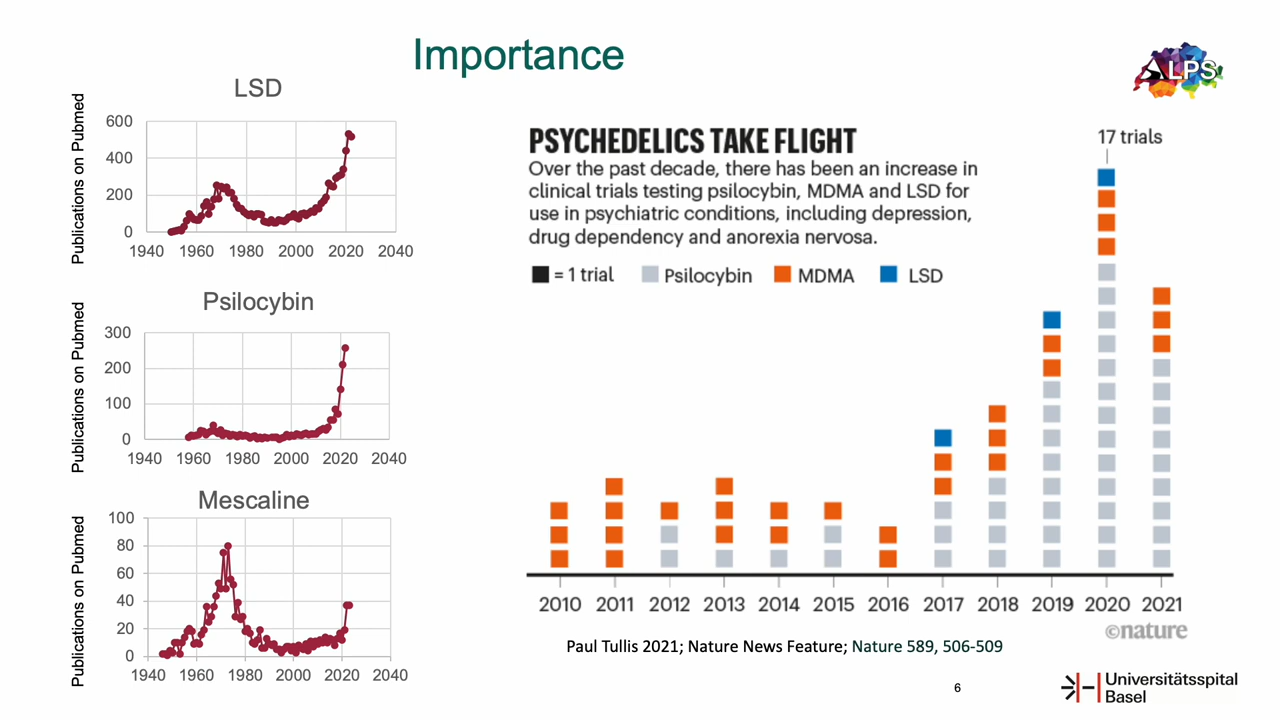 Importance
ALPS
LSD
Publications on Pubmed
600
400
200
0
1940 1960 1980 2000 2020 2040
Psilocybin
Publications on Pubmed
300
200
100
0
1940 1960 1980 2000 2020 2040
Mescaline
Publications on Pubmed
100
80
60
40
20
0
1940 1960 1980 2000 2020 2040
PSYCHEDELICS TAKE FLIGHT
Over the past decade, there has been an increase in
clinical trials testing psilocybin, MDMA and LSD for
use in psychiatric conditions, including depression,
drug dependency and anorexia nervosa.
= 1 trial Psilocybin MDMA LSD
17 trials
2010 2011 2012 2013 2014 2015 2016 2017 2018 2019 2020 2021
©nature
Paul Tullis 2021; Nature News Feature; Nature 589, 506-509
6
Universitätsspital
Basel